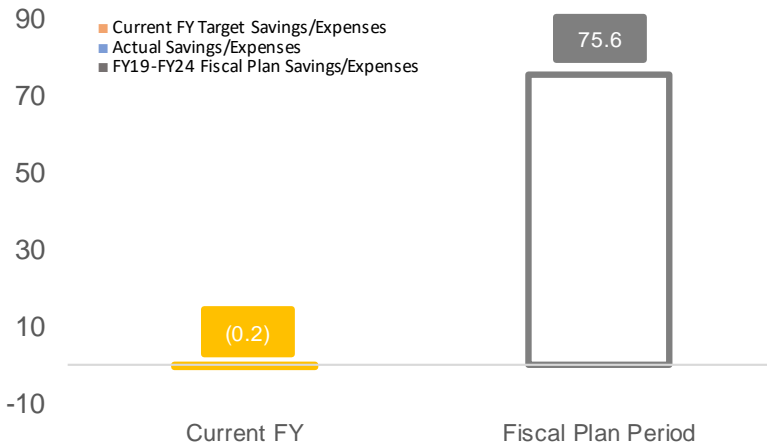 90
Current FY Target Savings/Expenses
Actual Savings/Expenses
FY19-FY24 Fiscal Plan Savings/Expenses
75.6
70
50
30
10
(0.2)
-10
Current FY
Fiscal Plan Period